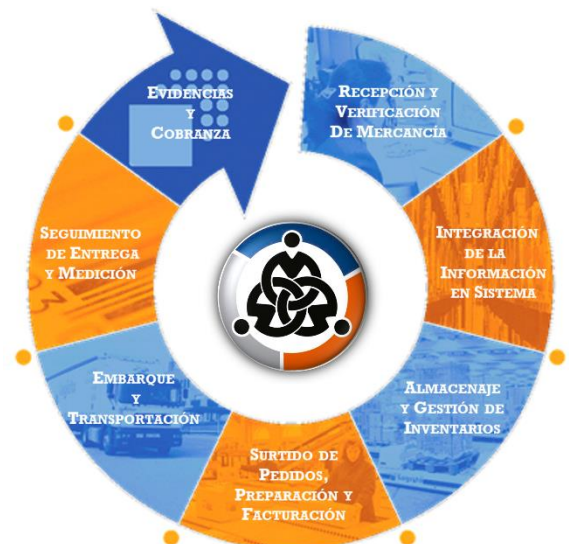 Recepción y
Verificación
De Mercancía
Integración
de la
Información
en Sistema
Almacenaje
y Gestión de
Inventarios
Surtido de
Pedidos,
Preparación y
Facturación
Embarque
y
Transportación
Seguimiento
de Entrega
y Medición
Evidencias
y
Cobranza